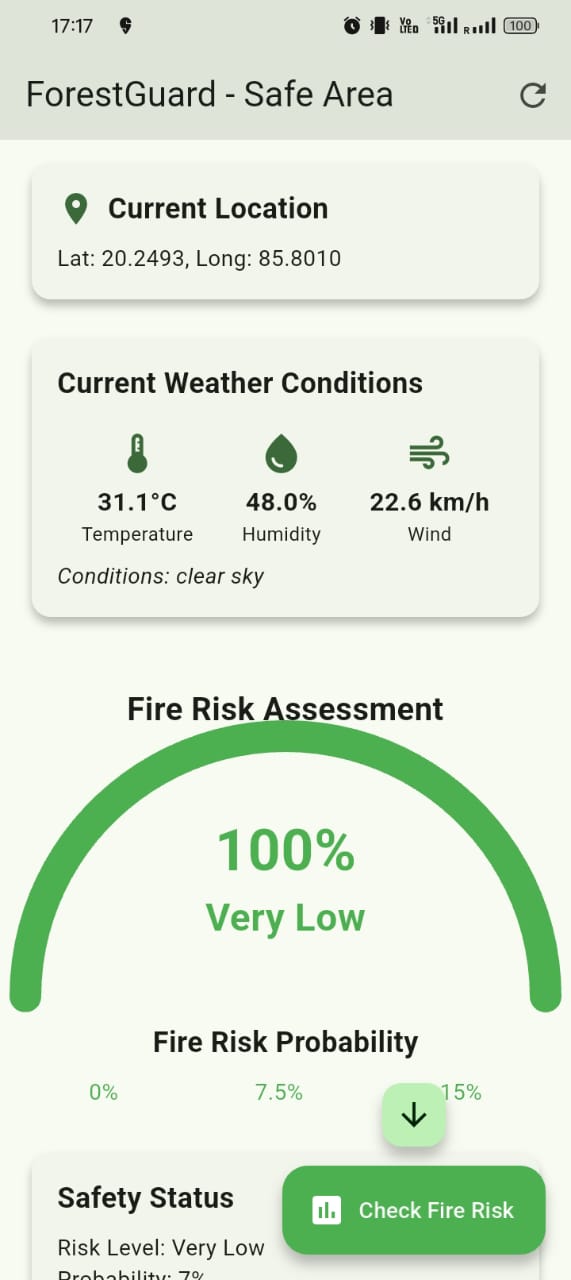 17:17
Vo LTED 5G R 100
ForestGuard - Safe Area
Current Location
Lat: 20.2493, Long: 85.8010
Current Weather Conditions
31.1°C 48.0% 22.6 km/h
Temperature Humidity Wind
Conditions: clear sky
Fire Risk Assessment
100%
Very Low
Fire Risk Probability
0% 7.5% 15%
Safety Status
Check Fire Risk
Risk Level: Very Low
Probability: 7%